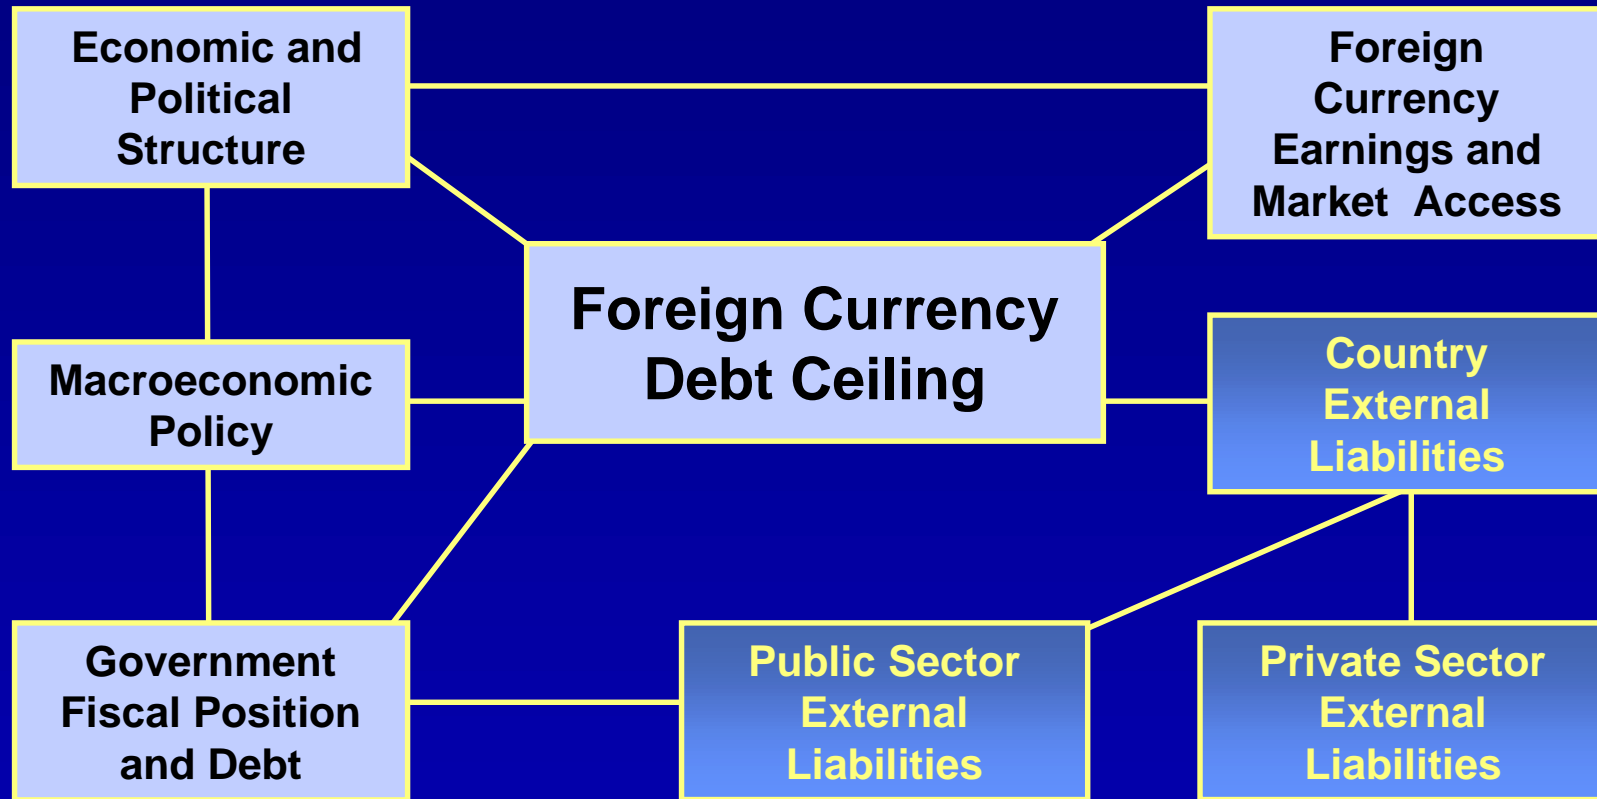 Economic and
Political
Structure
Foreign
Currency
Earnings and
Market Access
Foreign Currency
Debt Ceiling
Macroeconomic
Policy
Country
External
Liabilities
Government
Fiscal Position
and Debt
Public Sector
External
Liabilities
Private Sector
External
Liabilities